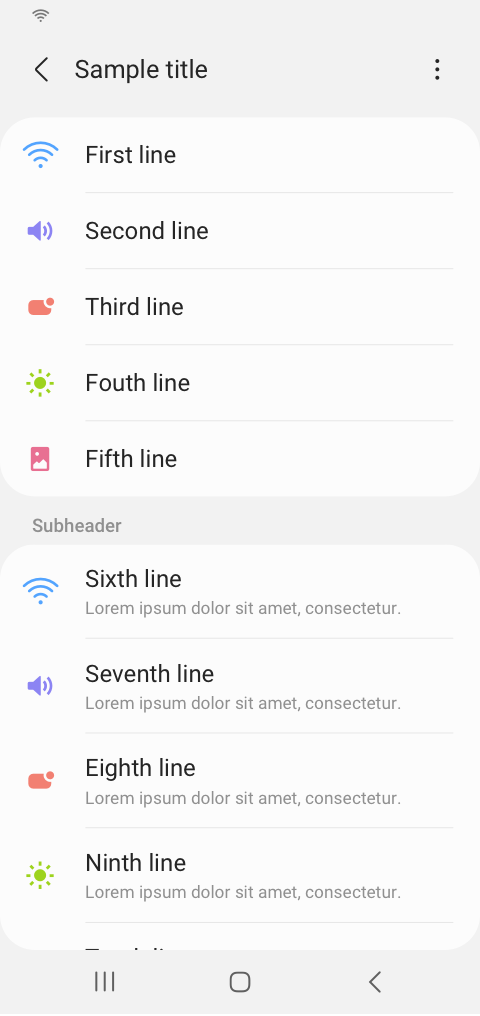 Sample title
First line
Second line
Third line
Fouth line
Fifth line
Subheader
Sixth line
Lorem ipsum dolor sit amet, consectetur.
Seventh line
Lorem ipsum dolor sit amet, consectetur.
Eighth line
Lorem ipsum dolor sit amet, consectetur.
Ninth line
Lorem ipsum dolor sit amet, consectetur.